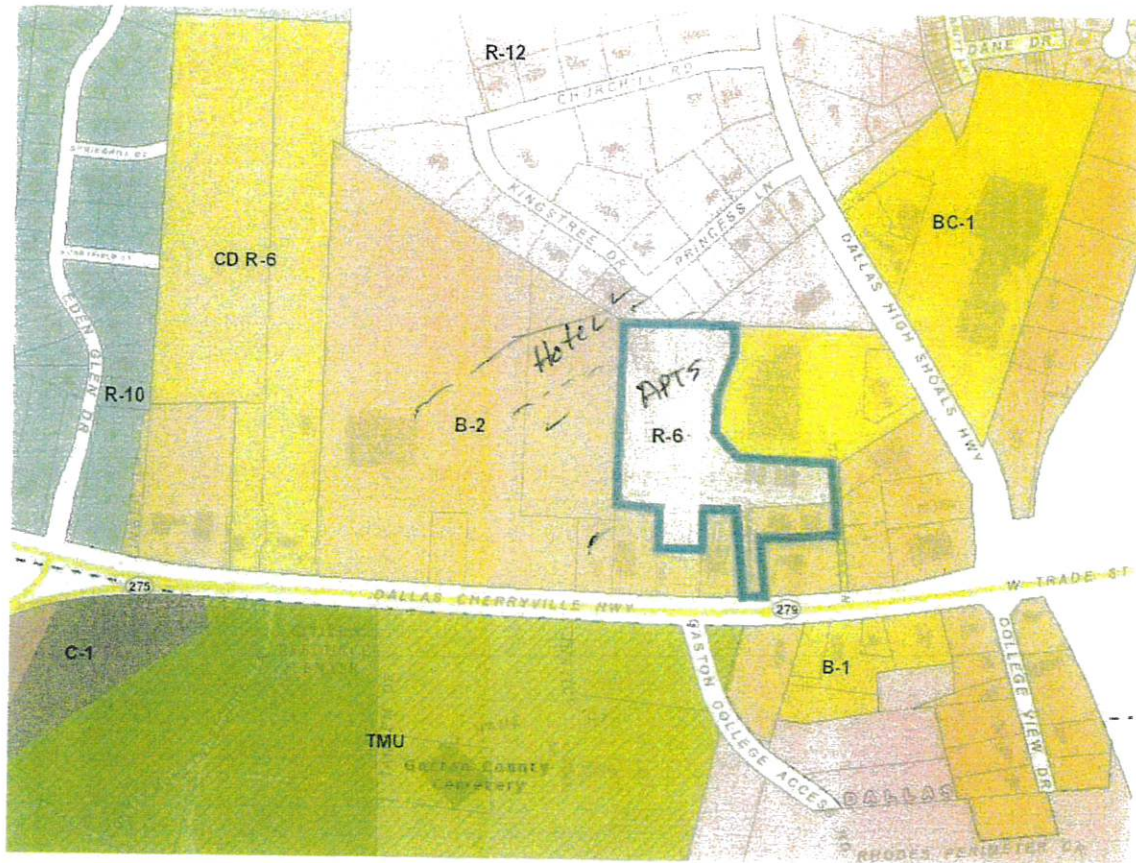 R-12
DANE DR
CHURCHILL RD
KINGSTREE DR
PRINCESS LN
BC-1
DALLAS HIGH SHOALS HWY
CD R-6
EDEN GLEN DR
Hotel
APTS
R-10
B-2
R-6
275
DALLAS CHERRYVILLE HWY
279
W TRADE ST
C-1
GASTON COLLEGE ACCESS
B-1
COLLEGE VIEW DR
TMU
Gaston County
Cemetery
DALLAS
RHODES PERIMETER